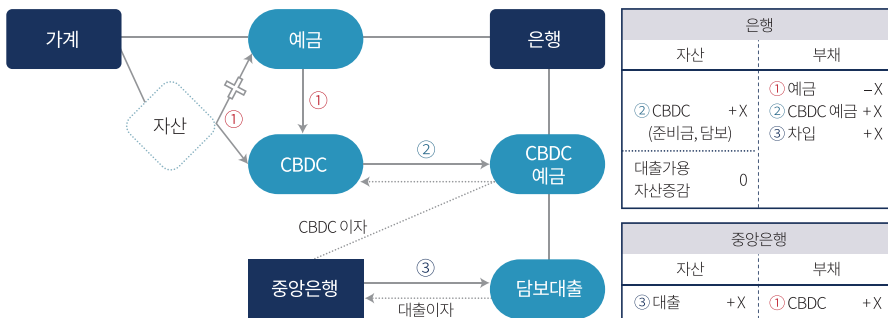 가계
예금
은행
①
자산
①
CBDC
②
CBDC
예금
CBDC 이자
중앙은행
③
담보대출
대출이자
은행
자산 부채
① 예금 –X
② CBDC +X
(준비금, 담보)
② CBDC 예금 +X
③ 차입 +X
대출가용
자산증감 0
중앙은행
자산 부채
③ 대출 +X ① CBDC +X